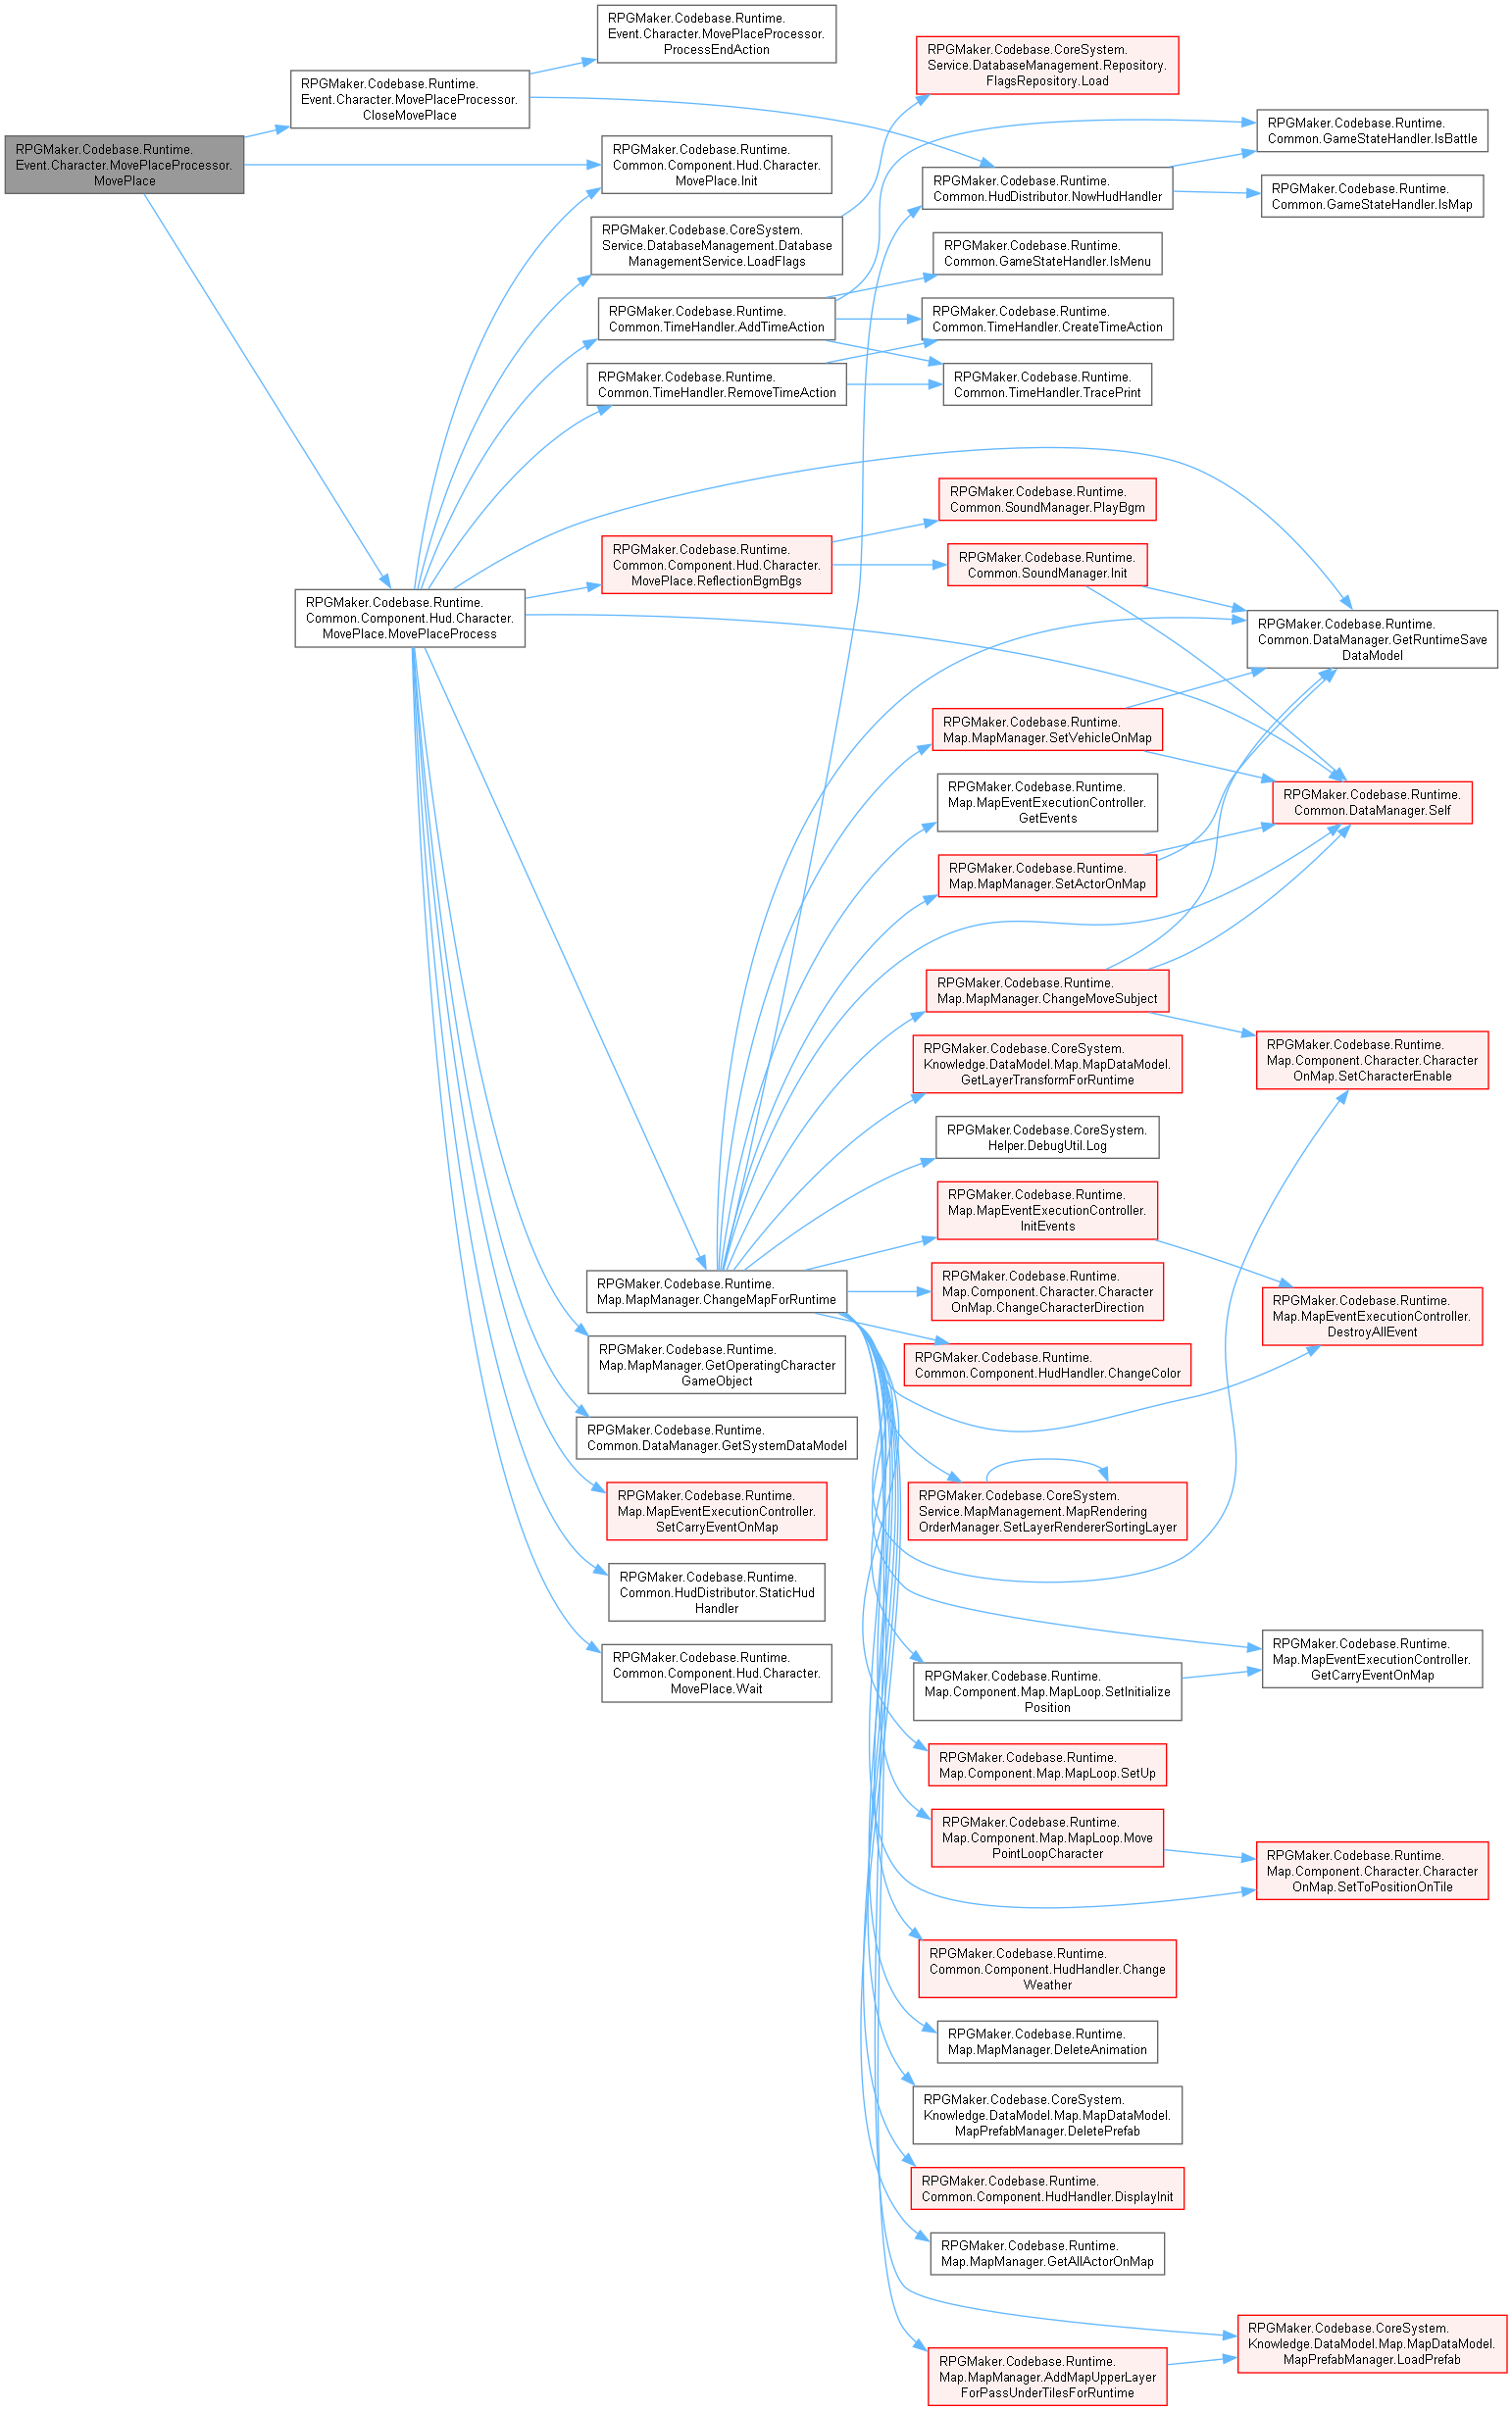 RPGMaker.Codebase.Runtime.
Event.Character.MovePlaceProcessor.
MovePlace
RPGMaker.Codebase.Runtime.
Event.Character.MovePlaceProcessor.
CloseMovePlace
RPGMaker.Codebase.Runtime.
Common.Component.Hud.Character.
MovePlace.MovePlaceProcess
RPGMaker.Codebase.Runtime.
Event.Character.MovePlaceProcessor.
ProcessEndAction
RPGMaker.Codebase.Runtime.
Common.Component.Hud.Character.
MovePlace.Init
RPGMaker.Codebase.CoreSystem.
Service.DatabaseManagement.Database
ManagementService.LoadFlags
RPGMaker.Codebase.Runtime.
Common.TimeHandler.AddTimeAction
RPGMaker.Codebase.Runtime.
Common.TimeHandler.RemoveTimeAction
RPGMaker.Codebase.Runtime.
Common.Component.Hud.Character.
MovePlace.ReflectionBgmBgs
RPGMaker.Codebase.Runtime.
Map.MapManager.ChangeMapForRuntime
RPGMaker.Codebase.Runtime.
Map.MapManager.GetOperatingCharacter
GameObject
RPGMaker.Codebase.Runtime.
Common.DataManager.GetSystemDataModel
RPGMaker.Codebase.Runtime.
Map.MapEventExecutionController.
SetCarryEventOnMap
RPGMaker.Codebase.Runtime.
Common.HudDistributor.StaticHud
Handler
RPGMaker.Codebase.Runtime.
Common.Component.Hud.Character.
MovePlace.Wait
RPGMaker.Codebase.CoreSystem.
Service.DatabaseManagement.Repository.
FlagsRepository.Load
RPGMaker.Codebase.Runtime.
Common.HudDistributor.NowHudHandler
RPGMaker.Codebase.Runtime.
Common.GameStateHandler.IsMenu
RPGMaker.Codebase.Runtime.
Common.TimeHandler.CreateTimeAction
RPGMaker.Codebase.Runtime.
Common.TimeHandler.TracePrint
RPGMaker.Codebase.Runtime.
Common.SoundManager.PlayBgm
RPGMaker.Codebase.Runtime.
Common.SoundManager.Init
RPGMaker.Codebase.Runtime.
Map.MapManager.SetVehicleOnMap
RPGMaker.Codebase.Runtime.
Map.MapEventExecutionController.
GetEvents
RPGMaker.Codebase.Runtime.
Map.MapManager.SetActorOnMap
RPGMaker.Codebase.Runtime.
Map.MapManager.ChangeMoveSubject
RPGMaker.Codebase.CoreSystem.
Knowledge.DataModel.Map.MapDataModel.
GetLayerTransformForRuntime
RPGMaker.Codebase.CoreSystem.
Helper.DebugUtil.Log
RPGMaker.Codebase.Runtime.
Map.MapEventExecutionController.
InitEvents
RPGMaker.Codebase.Runtime.
Map.Component.Character.Character
OnMap.ChangeCharacterDirection
RPGMaker.Codebase.Runtime.
Common.Component.HudHandler.ChangeColor
RPGMaker.Codebase.CoreSystem.
Service.MapManagement.MapRendering
OrderManager.SetLayerRendererSortingLayer
RPGMaker.Codebase.Runtime.
Map.Component.Map.MapLoop.SetInitialize
Position
RPGMaker.Codebase.Runtime.
Map.Component.Map.MapLoop.SetUp
RPGMaker.Codebase.Runtime.
Map.Component.Map.MapLoop.Move
PointLoopCharacter
RPGMaker.Codebase.Runtime.
Common.Component.HudHandler.Change
Weather
RPGMaker.Codebase.Runtime.
Map.MapManager.DeleteAnimation
RPGMaker.Codebase.CoreSystem.
Knowledge.DataModel.Map.MapDataModel.
MapPrefabManager.DeletePrefab
RPGMaker.Codebase.Runtime.
Common.Component.HudHandler.DisplayInit
RPGMaker.Codebase.Runtime.
Map.MapManager.GetAllActorOnMap
RPGMaker.Codebase.Runtime.
Map.MapManager.AddMapUpperLayer
ForPassUnderTilesForRuntime
RPGMaker.Codebase.Runtime.
Common.GameStateHandler.IsBattle
RPGMaker.Codebase.Runtime.
Common.GameStateHandler.IsMap
RPGMaker.Codebase.Runtime.
Common.DataManager.GetRuntimeSave
DataModel
RPGMaker.Codebase.Runtime.
Common.DataManager.Self
RPGMaker.Codebase.Runtime.
Map.Component.Character.Character
OnMap.SetCharacterEnable
RPGMaker.Codebase.Runtime.
Map.MapEventExecutionController.
DestroyAllEvent
RPGMaker.Codebase.Runtime.
Map.MapEventExecutionController.
GetCarryEventOnMap
RPGMaker.Codebase.Runtime.
Map.Component.Character.Character
OnMap.SetToPositionOnTile
RPGMaker.Codebase.CoreSystem.
Knowledge.DataModel.Map.MapDataModel.
MapPrefabManager.LoadPrefab